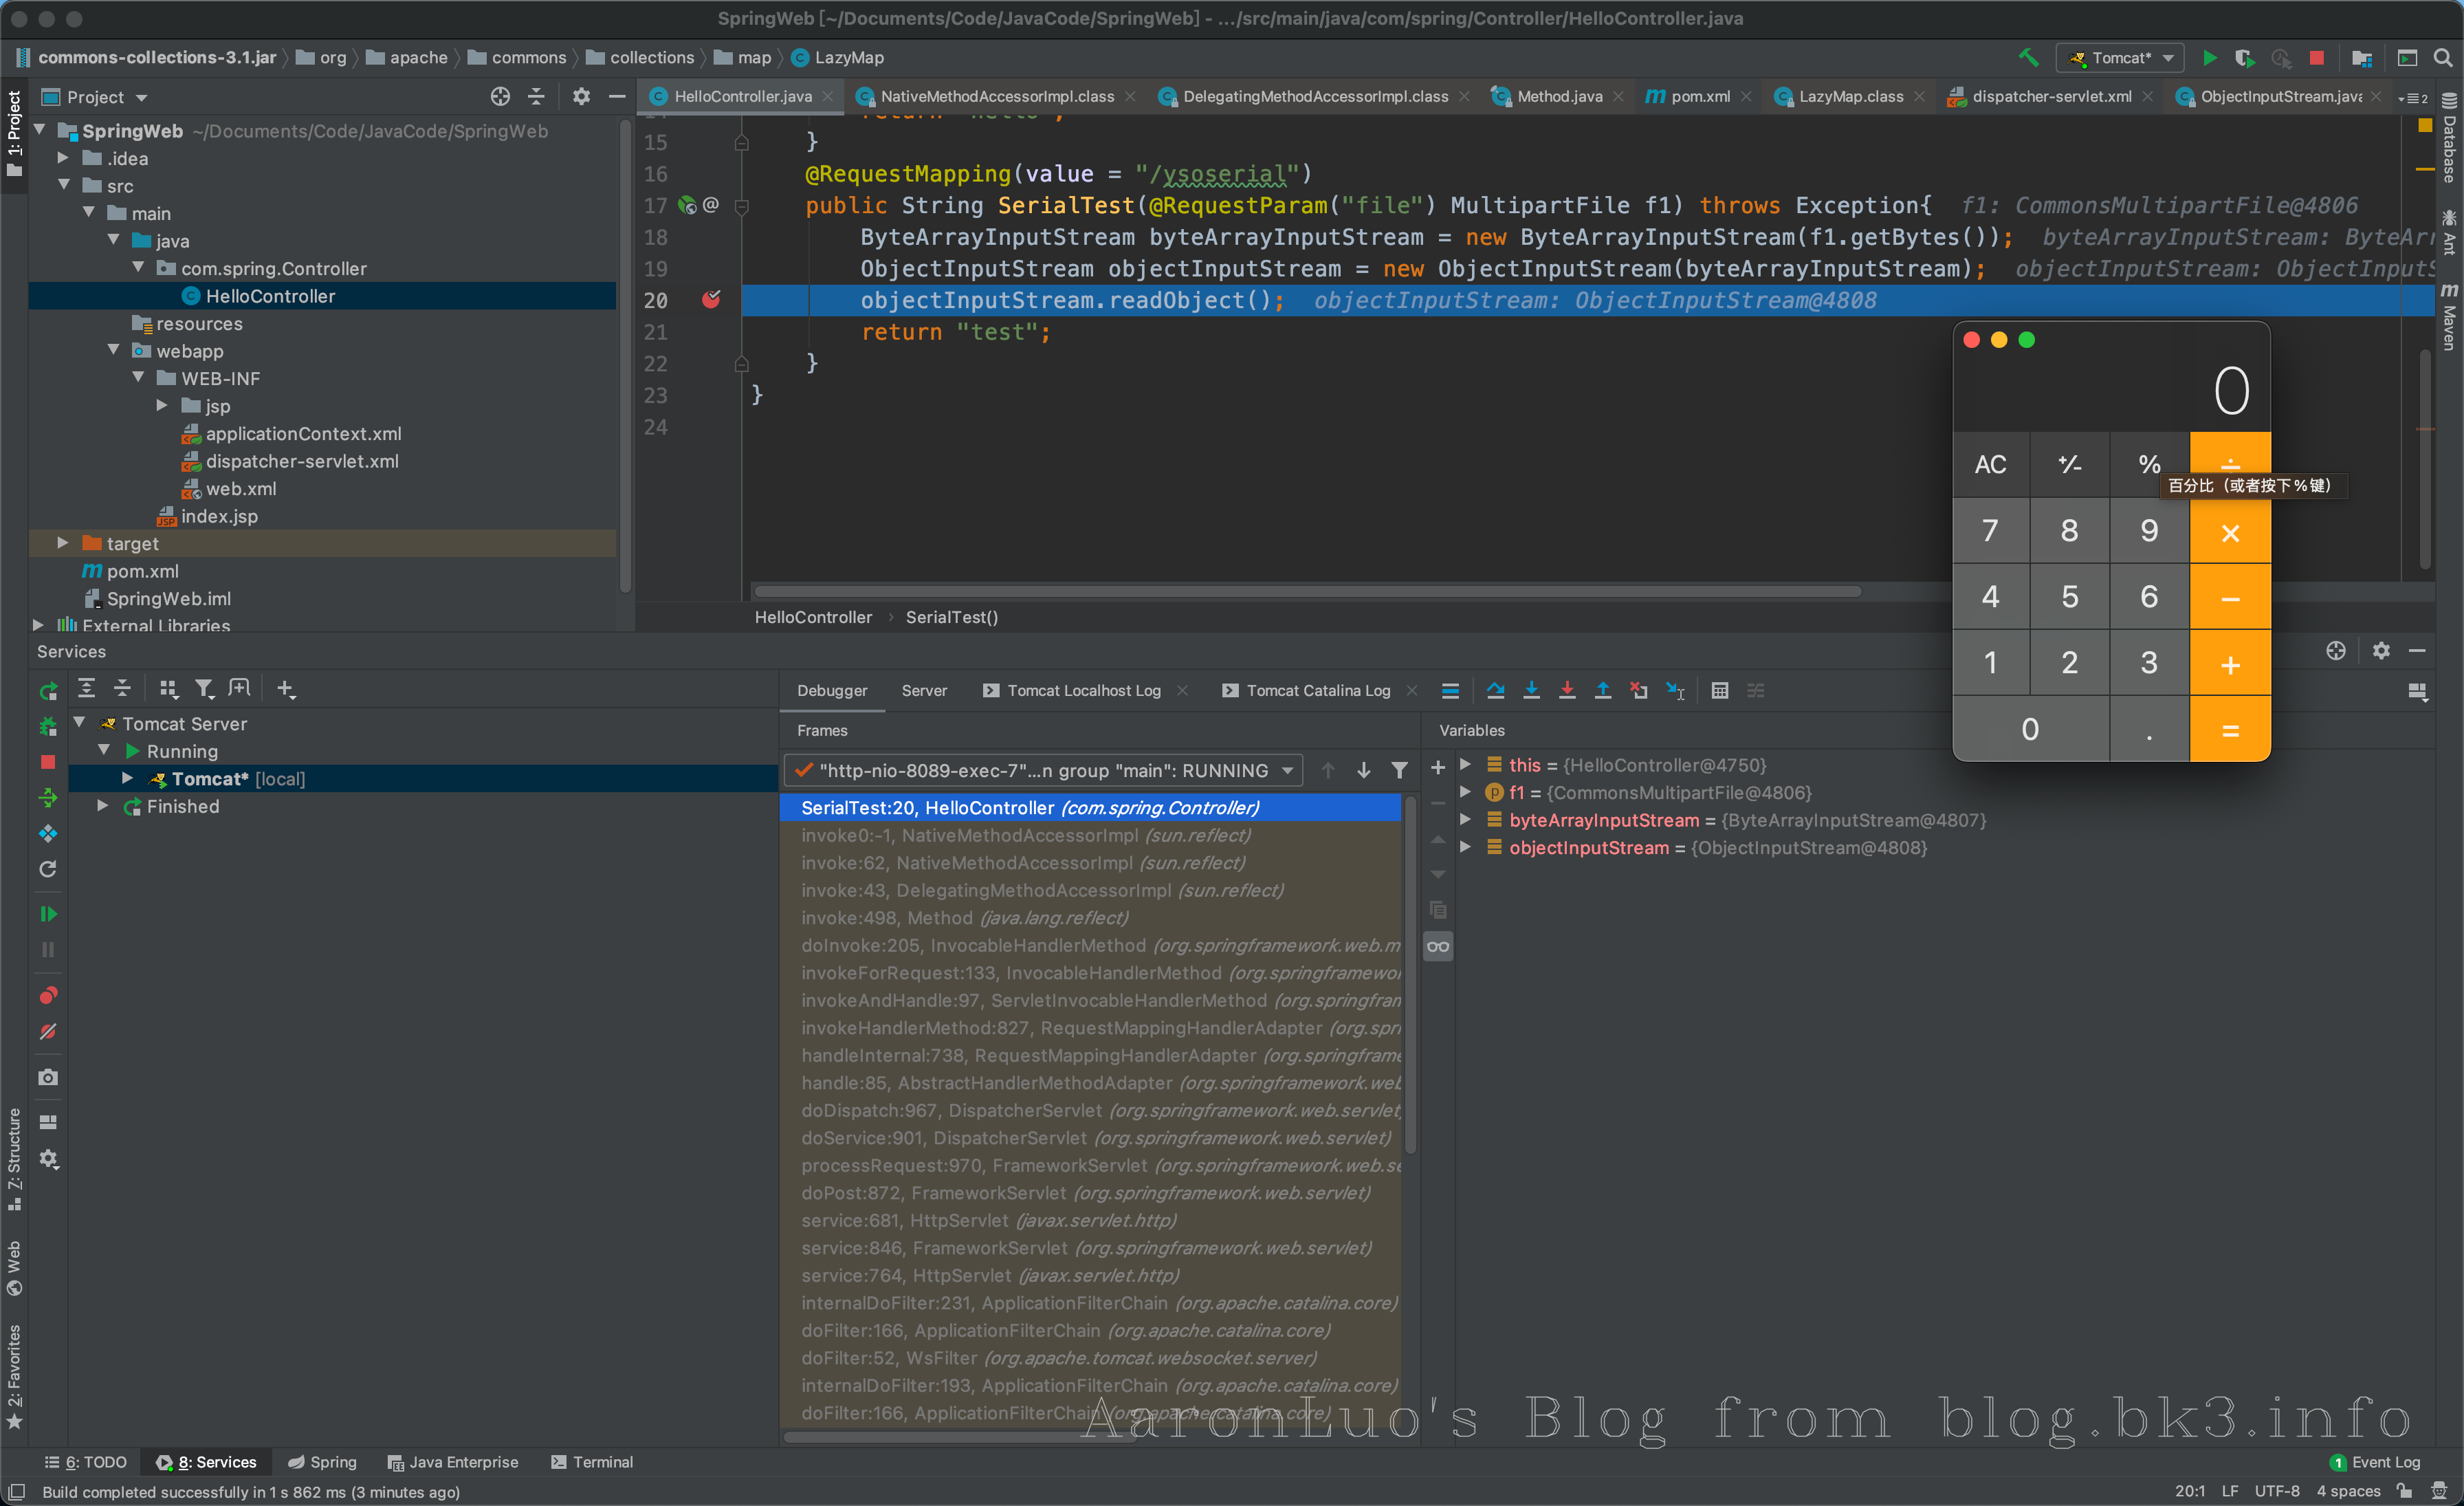 SpringWeb [~/Documents/Code/JavaCode/SpringWeb] - .../src/main/java/com/spring/Controller/HelloController.java
commons-collections-3.1.jar org apache commons collections map LazyMap
Tomcat*
1: Project
Project
HelloController.java NativeMethodAccessorImpl.class DelegatingMethodAccessorImpl.class Method.java pom.xml LazyMap.class dispatcher-servlet.xml ObjectInputStream.java 2
SpringWeb ~/Documents/Code/JavaCode/SpringWeb
.idea
src
main
java
com.spring.Controller
HelloController
resources
webapp
WEB-INF
jsp
applicationContext.xml
dispatcher-servlet.xml
web.xml
index.jsp
target
pom.xml
SpringWeb.iml
External Libraries
15 }
16 @RequestMapping(value = "/ysoserial")
17 @ public String SerialTest(@RequestParam("file") MultipartFile f1) throws Exception{ f1: CommonsMultipartFile@4806
18 ByteArrayInputStream byteArrayInputStream = new ByteArrayInputStream(f1.getBytes()); byteArrayInputStream: ByteArr
19 ObjectInputStream objectInputStream = new ObjectInputStream(byteArrayInputStream); objectInputStream: ObjectInputS
20 objectInputStream.readObject(); objectInputStream: ObjectInputStream@4808
21 return "test";
22 }
23 }
24
HelloController SerialTest()
Database
Ant
Maven
0
AC +/- % ÷
百分比（或者按下%键）
7 8 9 ×
4 5 6 −
1 2 3 +
0 . =
Services
Debugger Server Tomcat Localhost Log Tomcat Catalina Log
Tomcat Server
Running
Tomcat* [local]
Finished
Frames
"http-nio-8089-exec-7"...n group "main": RUNNING
SerialTest:20, HelloController (com.spring.Controller)
invoke0:-1, NativeMethodAccessorImpl (sun.reflect)
invoke:62, NativeMethodAccessorImpl (sun.reflect)
invoke:43, DelegatingMethodAccessorImpl (sun.reflect)
invoke:498, Method (java.lang.reflect)
doInvoke:205, InvocableHandlerMethod (org.springframework.web.m
invokeForRequest:133, InvocableHandlerMethod (org.springframewor
invokeAndHandle:97, ServletInvocableHandlerMethod (org.springfram
invokeHandlerMethod:827, RequestMappingHandlerAdapter (org.spri
handleInternal:738, RequestMappingHandlerAdapter (org.springframe
handle:85, AbstractHandlerMethodAdapter (org.springframework.web
doDispatch:967, DispatcherServlet (org.springframework.web.servlet
doService:901, DispatcherServlet (org.springframework.web.servlet)
processRequest:970, FrameworkServlet (org.springframework.web.se
doPost:872, FrameworkServlet (org.springframework.web.servlet)
service:681, HttpServlet (javax.servlet.http)
service:846, FrameworkServlet (org.springframework.web.servlet)
service:764, HttpServlet (javax.servlet.http)
internalDoFilter:231, ApplicationFilterChain (org.apache.catalina.core)
doFilter:166, ApplicationFilterChain (org.apache.catalina.core)
doFilter:52, WsFilter (org.apache.tomcat.websocket.server)
internalDoFilter:193, ApplicationFilterChain (org.apache.catalina.core)
doFilter:166, ApplicationFilterChain (org.apache.catalina.core)
Variables
this = {HelloController@4750}
f1 = {CommonsMultipartFile@4806}
byteArrayInputStream = {ByteArrayInputStream@4807}
objectInputStream = {ObjectInputStream@4808}
7: Structure
Web
2: Favorites
AaronLuo's Blog from blog.bk3.info
6: TODO 8: Services Spring Java Enterprise Terminal
1 Event Log
Build completed successfully in 1 s 862 ms (3 minutes ago)
20:1 LF UTF-8 4 spaces